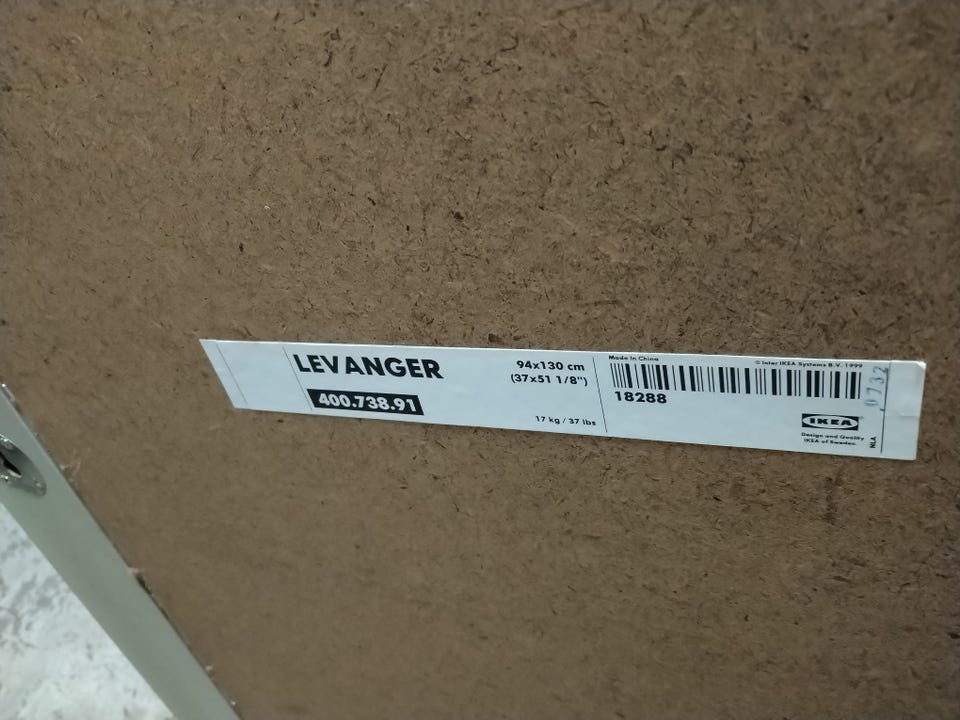 LEVANGER
400.738.91
94x130 cm
(37x51 1/8")
17 kg / 37 lbs
Made in China
© Inter IKEA Systems B.V. 1999
18288
IKEA
Design and Quality
IKEA of Sweden
0732
NLA